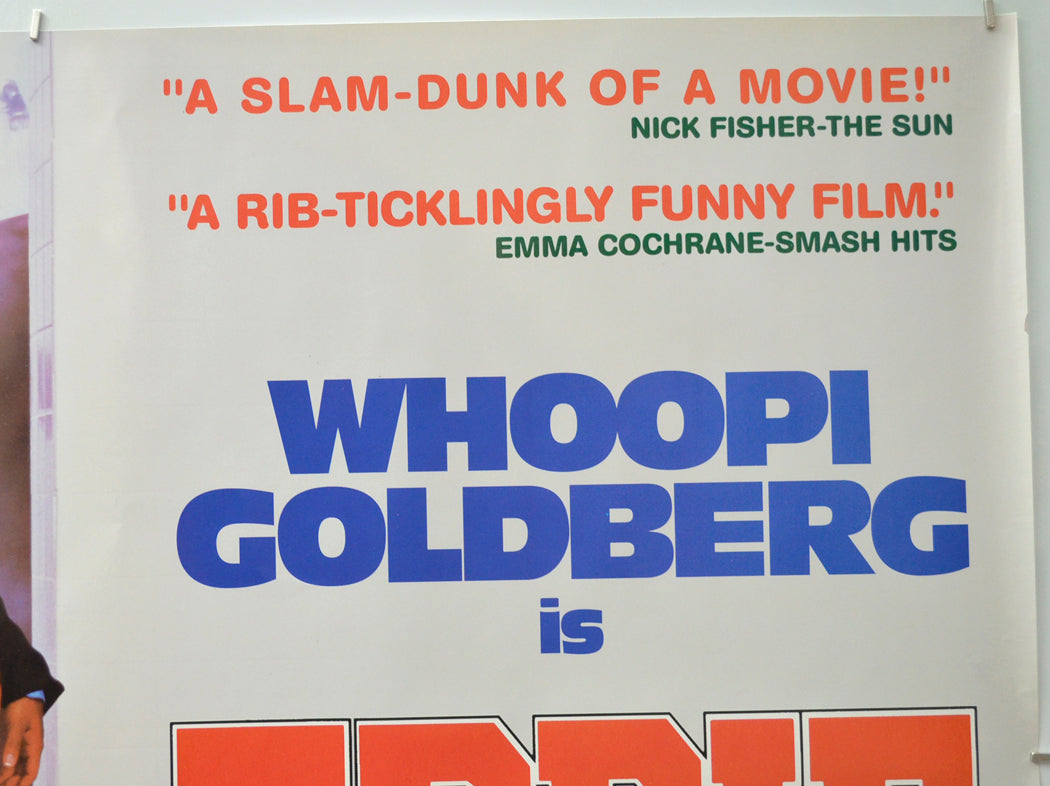 "A SLAM-DUNK OF A MOVIE!"
NICK FISHER-THE SUN
"A RIB-TICKLINGLY FUNNY FILM."
EMMA COCHRANE-SMASH HITS
WHOOPI
GOLDBERG
is